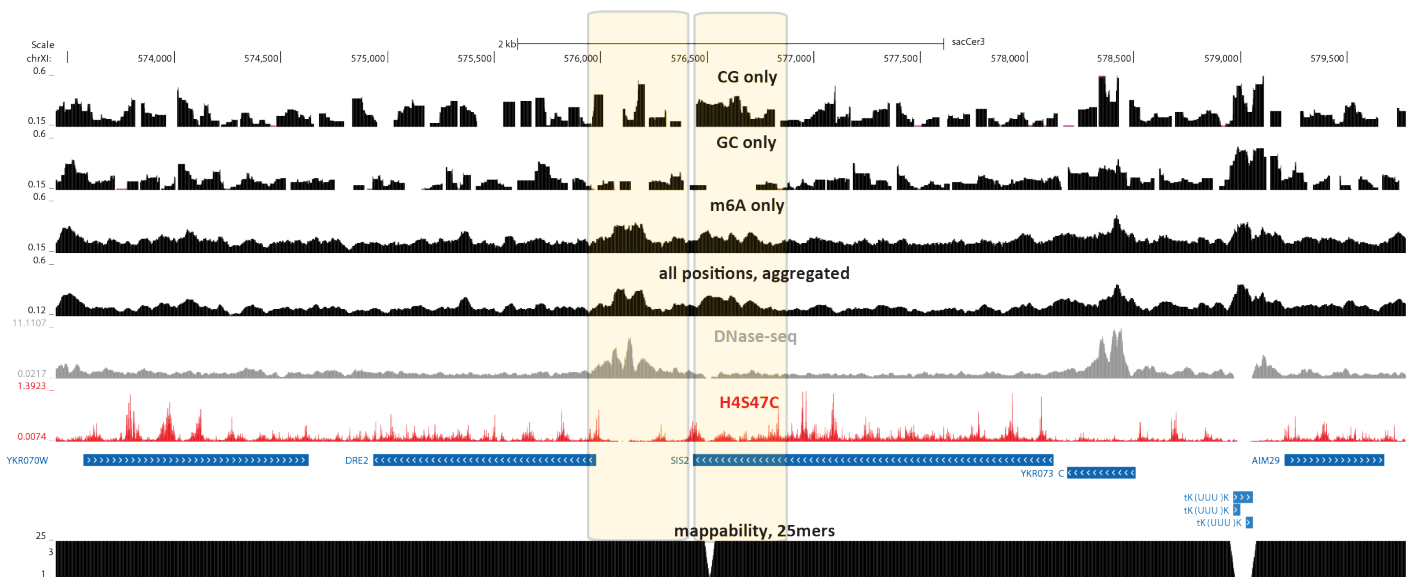 Scale 2 kb sacCer3
chrXI: 574,000 574,500 575,000 575,500 576,000 576,500 577,000 577,500 578,000 578,500 579,000 579,500
0.6 _
CG only
0.15 _
0.6 _
GC only
0.15 _
0.6 _
m6A only
0.15 _
0.6 _
all positions, aggregated
0.12 _
11.1107 _
DNase-seq
0.0217 _
1.3923 _
H4S47C
0.0074 _
YKR070W DRE2 SIS2 AIM29
YKR073 C
tK(UUU )K
tK(UUU )K
tK(UUU )K
mappability, 25mers
25 _
3
1